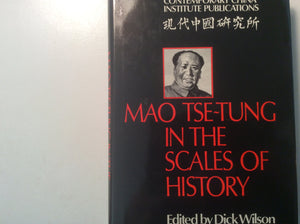 CONTEMPORARY CHINA
INSTITUTE PUBLICATIONS
現代中國研究所
MAO TSE-TUNG
IN THE
SCALES OF
HISTORY
Edited by Dick Wilson